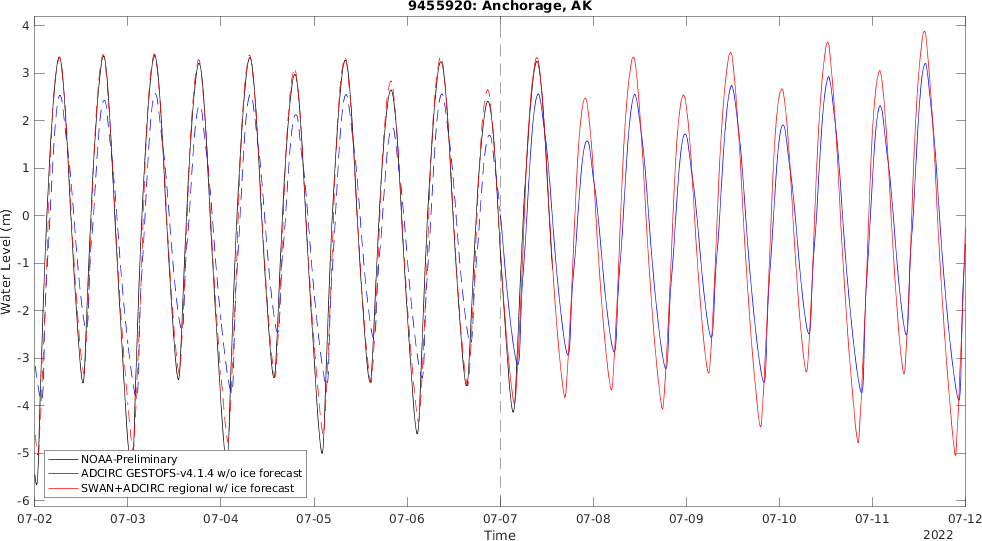 9455920: Anchorage, AK
4
3
2
1
0
-1
-2
-3
-4
-5
-6
Water Level (m)
NOAA-Preliminary
ADCIRC GESTOFS-v4.1.4 w/o ice forecast
SWAN+ADCIRC regional w/ ice forecast
07-02 07-03 07-04 07-05 07-06 07-07 07-08 07-09 07-10 07-11 07-12
Time
2022